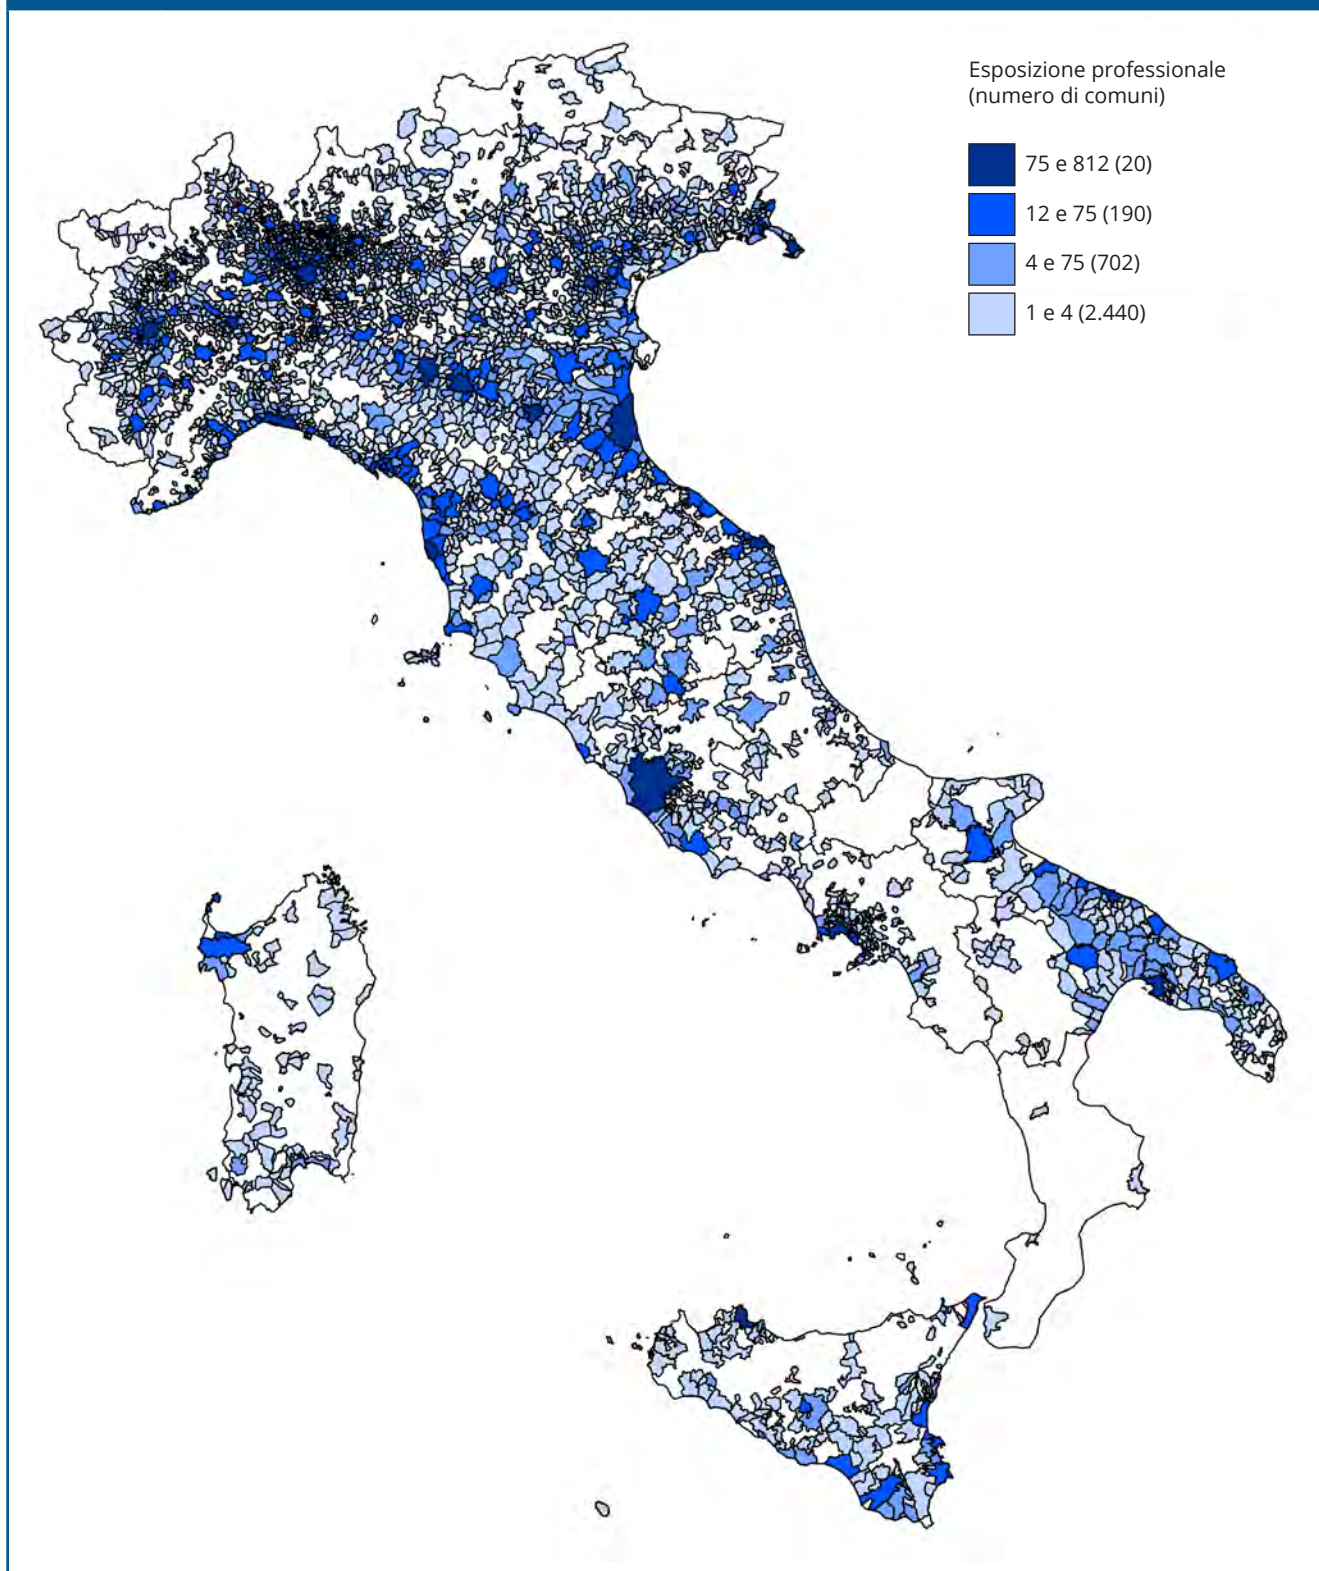 Esposizione professionale
(numero di comuni)
75 e 812 (20)
12 e 75 (190)
4 e 75 (702)
1 e 4 (2.440)